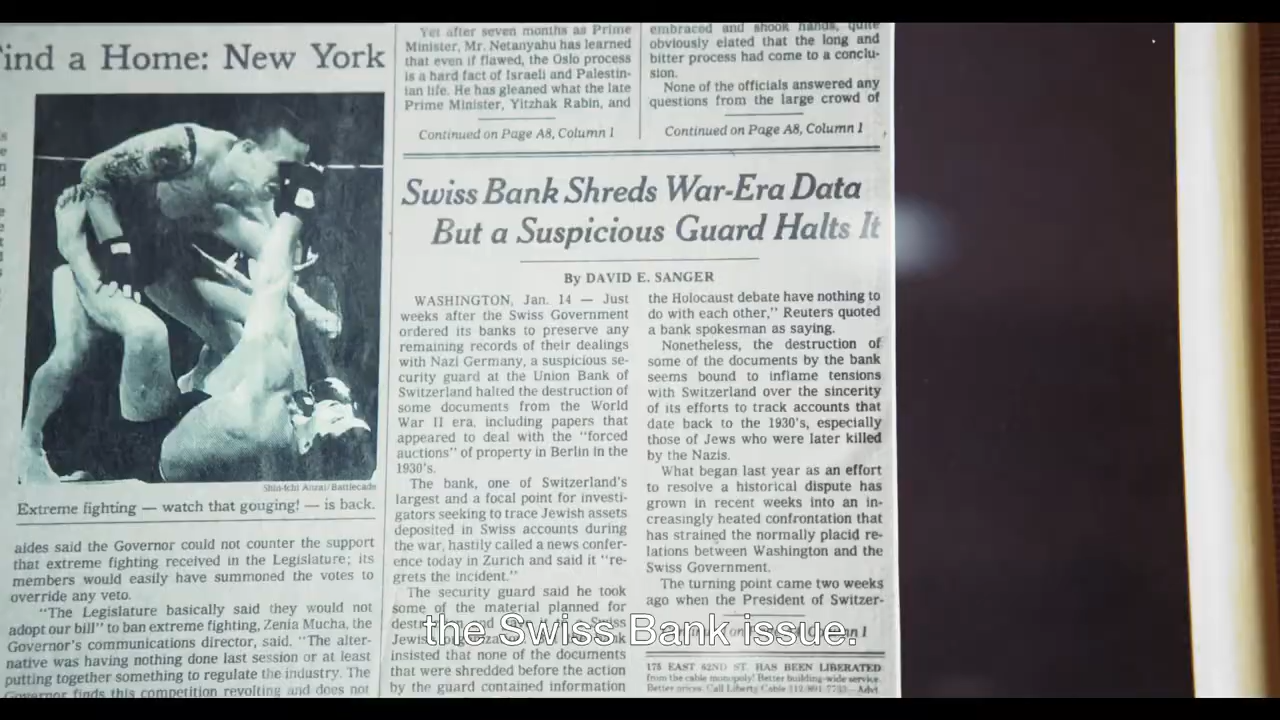 ind a Home: New York
Shin-Ichi Anzai/Battlecade
Extreme fighting — watch that gouging! — is back.
aides said the Governor could not counter the support
that extreme fighting received in the Legislature; its
members would easily have summoned the votes to
override any veto.
"The Legislature basically said they would not
adopt our bill" to ban extreme fighting, Zenia Mucha, the
Governor's communications director, said. "The alter-
native was having nothing done last session or at least
putting together something to regulate the industry. The
Governor finds this competition revolting and does not
Yet after seven months as Prime
Minister, Mr. Netanyahu has learned
that even if flawed, the Oslo process
is a hard fact of Israeli and Palestin-
ian life. He has gleaned what the late
Prime Minister, Yitzhak Rabin, and
Continued on Page A8, Column 1
embraced and shook hands, quite
obviously elated that the long and
bitter process had come to a conclu-
sion.
None of the officials answered any
questions from the large crowd of
Continued on Page A8, Column 1
Swiss Bank Shreds War-Era Data
But a Suspicious Guard Halts It
By DAVID E. SANGER
WASHINGTON, Jan. 14 — Just
weeks after the Swiss Government
ordered its banks to preserve any
remaining records of their dealings
with Nazi Germany, a suspicious se-
curity guard at the Union Bank of
Switzerland halted the destruction of
some documents from the World
War II era, including papers that
appeared to deal with the "forced
auctions" of property in Berlin in the
1930's.
The bank, one of Switzerland's
largest and a focal point for investi-
gators seeking to trace Jewish assets
deposited in Swiss accounts during
the war, hastily called a news confer-
ence today in Zurich and said it "re-
grets the incident."
The security guard said he took
some of the material planned for
Jewish
insisted that none of the documents
that were shredded before the action
by the guard contained information
the Holocaust debate have nothing to
do with each other," Reuters quoted
a bank spokesman as saying.
Nonetheless, the destruction of
some of the documents by the bank
seems bound to inflame tensions
with Switzerland over the sincerity
of its efforts to track accounts that
date back to the 1930's, especially
those of Jews who were later killed
by the Nazis.
What began last year as an effort
to resolve a historical dispute has
grown in recent weeks into an in-
creasingly heated confrontation that
has strained the normally placid re-
lations between Washington and the
Swiss Government.
The turning point came two weeks
ago when the President of Switzer-
175 EAST 62ND ST. HAS BEEN LIBERATED
from the cable monopoly! Better building-wide service.
Better prices. Call Liberty Cable
the Swiss Bank issue.